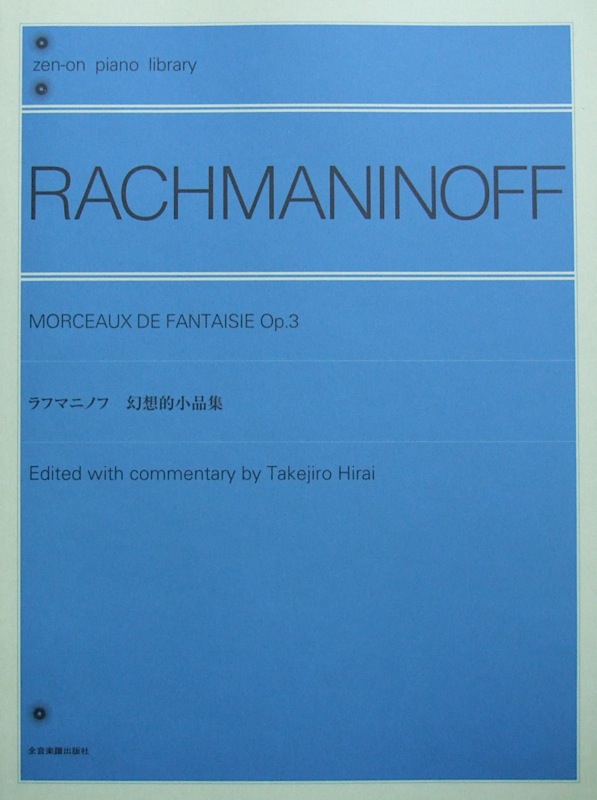 zen-on piano library
RACHMANINOFF
MORCEAUX DE FANTAISIE Op.3
ラフマニノフ 幻想的小品集
Edited with commentary by Takejiro Hirai
全音楽譜出版社